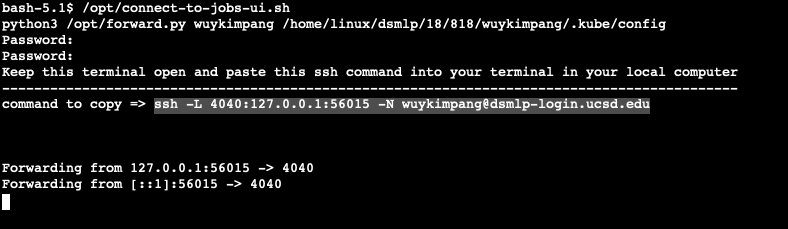 bash-5.1$ /opt/connect-to-jobs-ui.sh
python3 /opt/forward.py wuykimpang /home/linux/dsmlp/18/818/wuykimpang/.kube/config
Password:
Password:
Keep this terminal open and paste this ssh command into your terminal in your local computer
--------------------------------------------------------------------------------------------
command to copy => ssh -L 4040:127.0.0.1:56015 -N wuykimpang@dsmlp-login.ucsd.edu
Forwarding from 127.0.0.1:56015 -> 4040
Forwarding from [::1]:56015 -> 4040